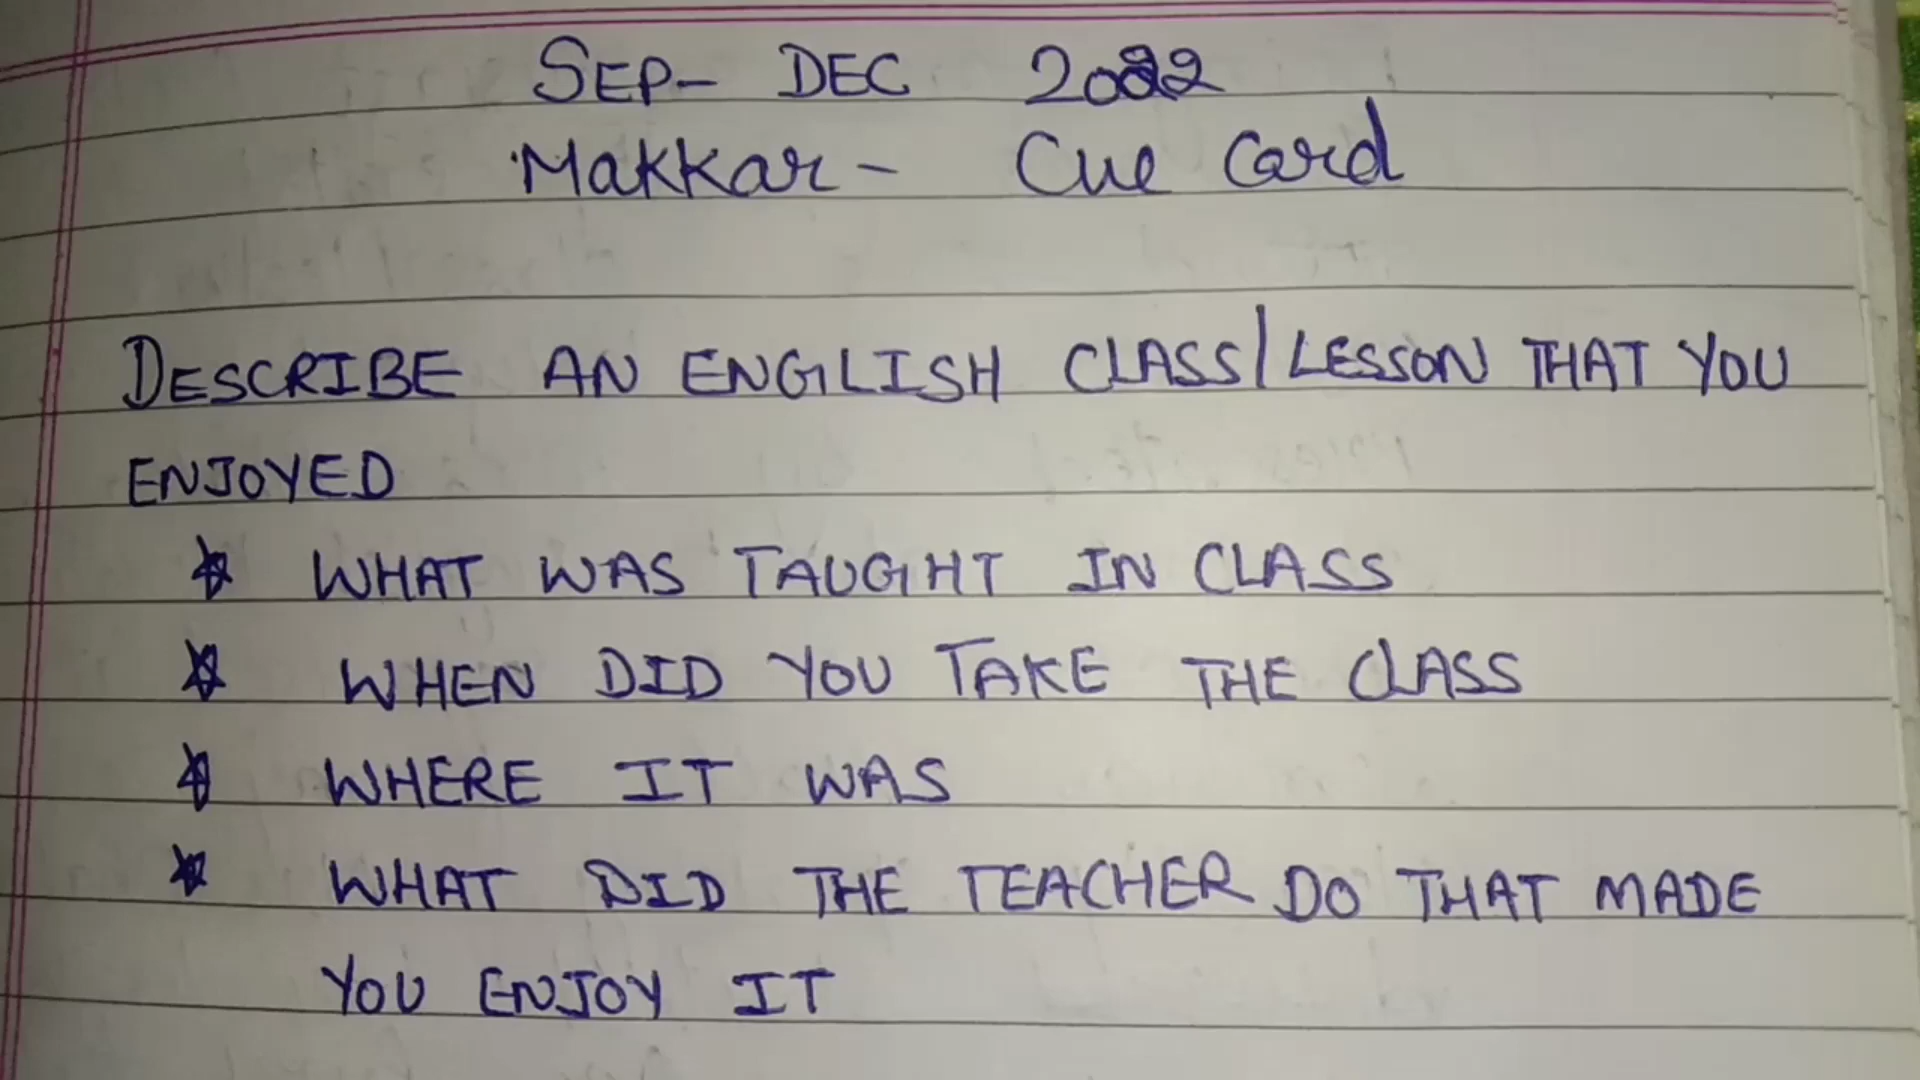 SEP- DEC 2022
Makkar - Cue Card
DESCRIBE AN ENGLISH CLASS/LESSON THAT YOU
ENJOYED
☆ WHAT WAS TAUGHT IN CLASS
☆ WHEN DID YOU TAKE THE CLASS
☆ WHERE IT WAS
☆ WHAT DID THE TEACHER DO THAT MADE
YOU ENJOY IT